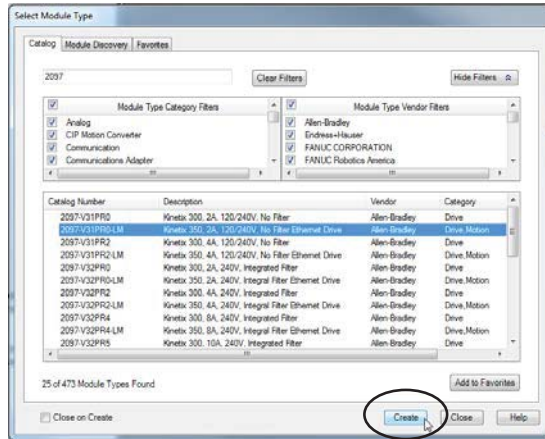 Select Module Type
Catalog Module Discovery Favorites
2097 Clear Filters Hide Filters
Module Type Category Filters Module Type Vendor Filters
Analog Allen-Bradley
CIP Motion Converter Endress+Hauser
Communication FANUC CORPORATION
Communications Adapter FANUC Robotics America
Catalog Number Description Vendor Category
2097-V31PR0 Kinetix 300, 2A, 120/240V, No Filter Allen-Bradley Drive
2097-V31PR0-LM Kinetix 350, 2A, 120/240V, No Filter Ethernet Drive Allen-Bradley Drive,Motion
2097-V31PR2 Kinetix 300, 4A, 120/240V, No Filter Allen-Bradley Drive
2097-V31PR2-LM Kinetix 350, 4A, 120/240V, No Filter Ethernet Drive Allen-Bradley Drive,Motion
2097-V32PR0 Kinetix 300, 2A, 240V, Integrated Filter Allen-Bradley Drive
2097-V32PR0-LM Kinetix 350, 2A, 240V, Integral Filter Ethernet Drive Allen-Bradley Drive,Motion
2097-V32PR2 Kinetix 300, 4A, 240V, Integrated Filter Allen-Bradley Drive
2097-V32PR2-LM Kinetix 350, 4A, 240V, Integral Filter Ethernet Drive Allen-Bradley Drive,Motion
2097-V32PR4 Kinetix 300, 8A, 240V, Integrated Filter Allen-Bradley Drive
2097-V32PR4-LM Kinetix 350, 8A, 240V, Integral Filter Ethernet Drive Allen-Bradley Drive,Motion
2097-V32PR5 Kinetix 300, 10A, 240V, Integrated Filter Allen-Bradley Drive
25 of 473 Module Types Found Add to Favorites
Close on Create Create Close Help